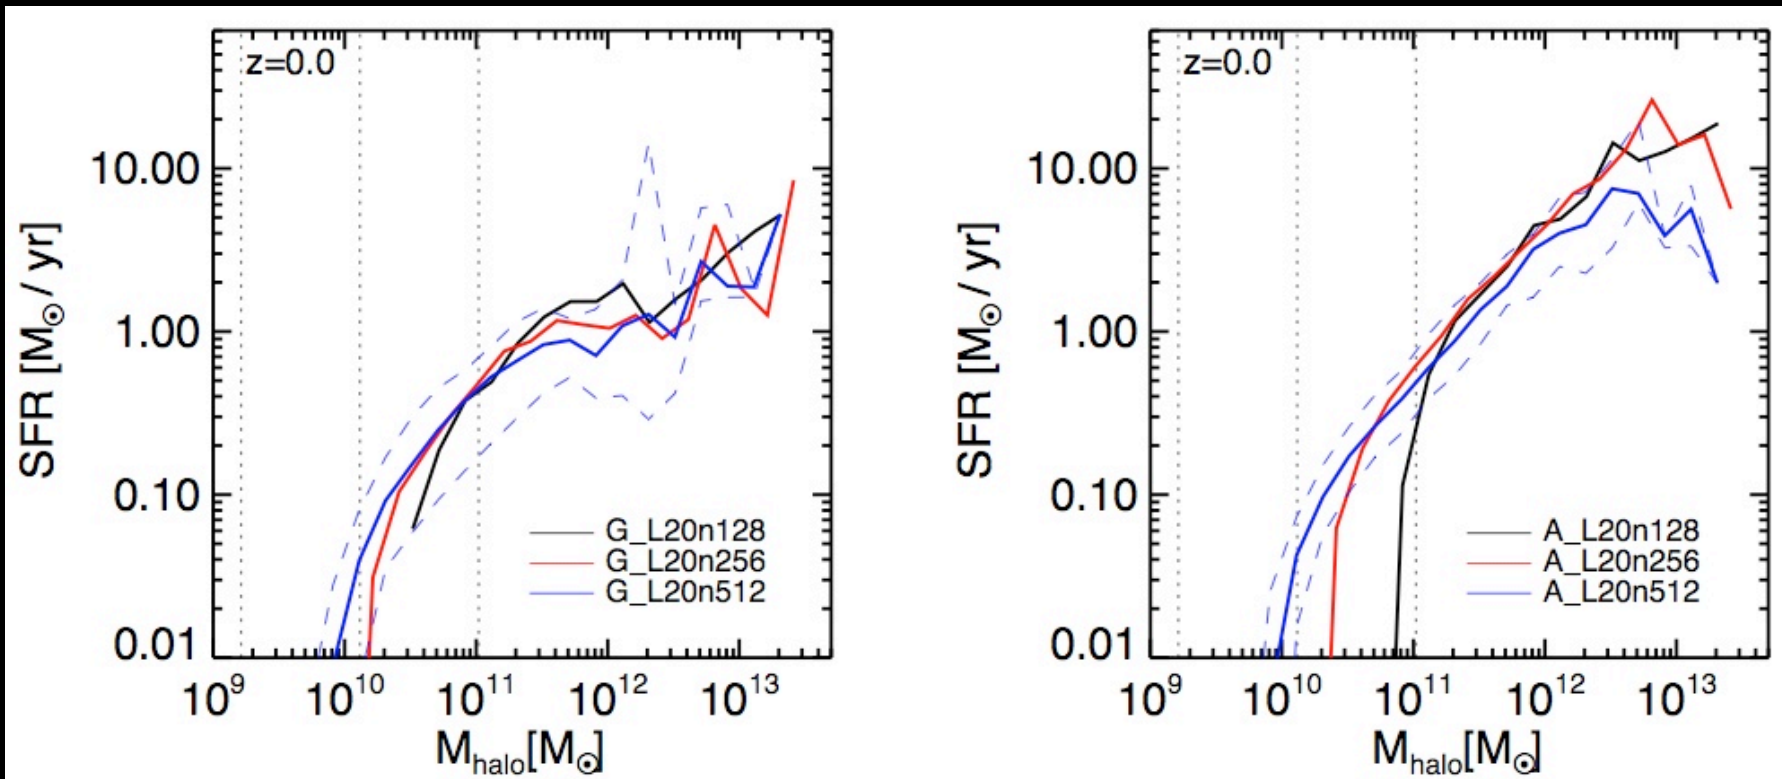 z=0.0
10.00
1.00
0.10
0.01
SFR [M☉/ yr]
G_L20n128
G_L20n256
G_L20n512
10⁹ 10¹⁰ 10¹¹ 10¹² 10¹³
Mhalo[M☉]
z=0.0
10.00
1.00
0.10
0.01
SFR [M☉/ yr]
A_L20n128
A_L20n256
A_L20n512
10⁹ 10¹⁰ 10¹¹ 10¹² 10¹³
Mhalo[M☉]